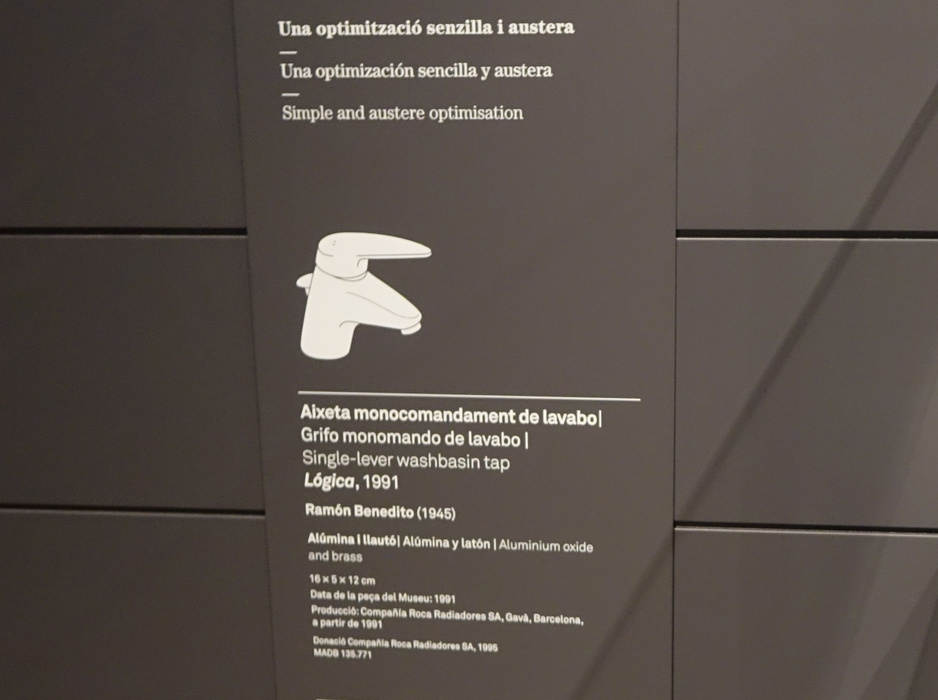 Una optimització senzilla i austera
Una optimización sencilla y austera
Simple and austere optimisation
Aixeta monocomandament de lavabo|
Grifo monomando de lavabo |
Single-lever washbasin tap
Lógica, 1991
Ramón Benedito (1945)
Alúmina i llautó| Alúmina y latón | Aluminium oxide
and brass
16 × 5 × 12 cm
Data de la peça del Museu: 1991
Producció: Compañía Roca Radiadores SA, Gavà, Barcelona,
a partir de 1991
Donació Compañía Roca Radiadores SA, 1995
MADB 135.771